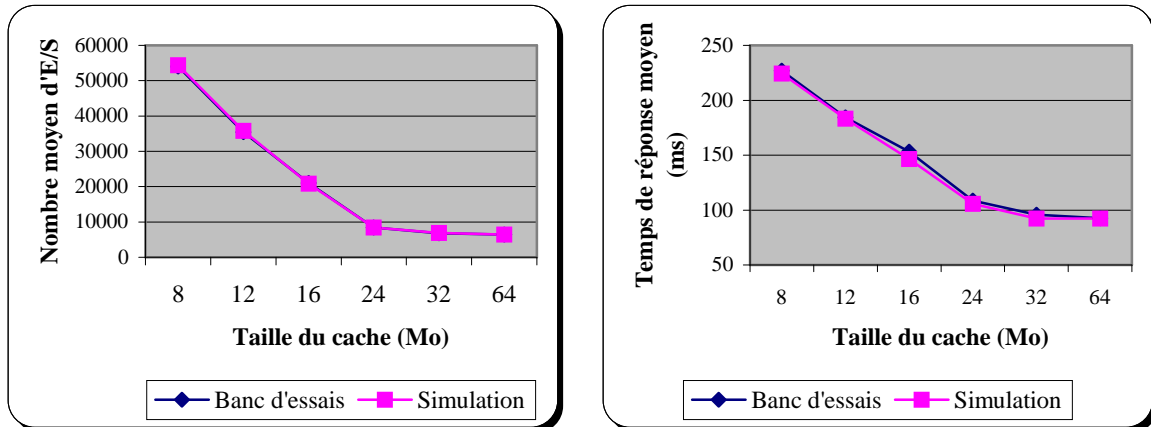 Nombre moyen d'E/S
60000
50000
40000
30000
20000
10000
0
8 12 16 24 32 64
Taille du cache (Mo)
Banc d'essais Simulation
Temps de réponse moyen
(ms)
250
200
150
100
50
8 12 16 24 32 64
Taille du cache (Mo)
Banc d'essais Simulation